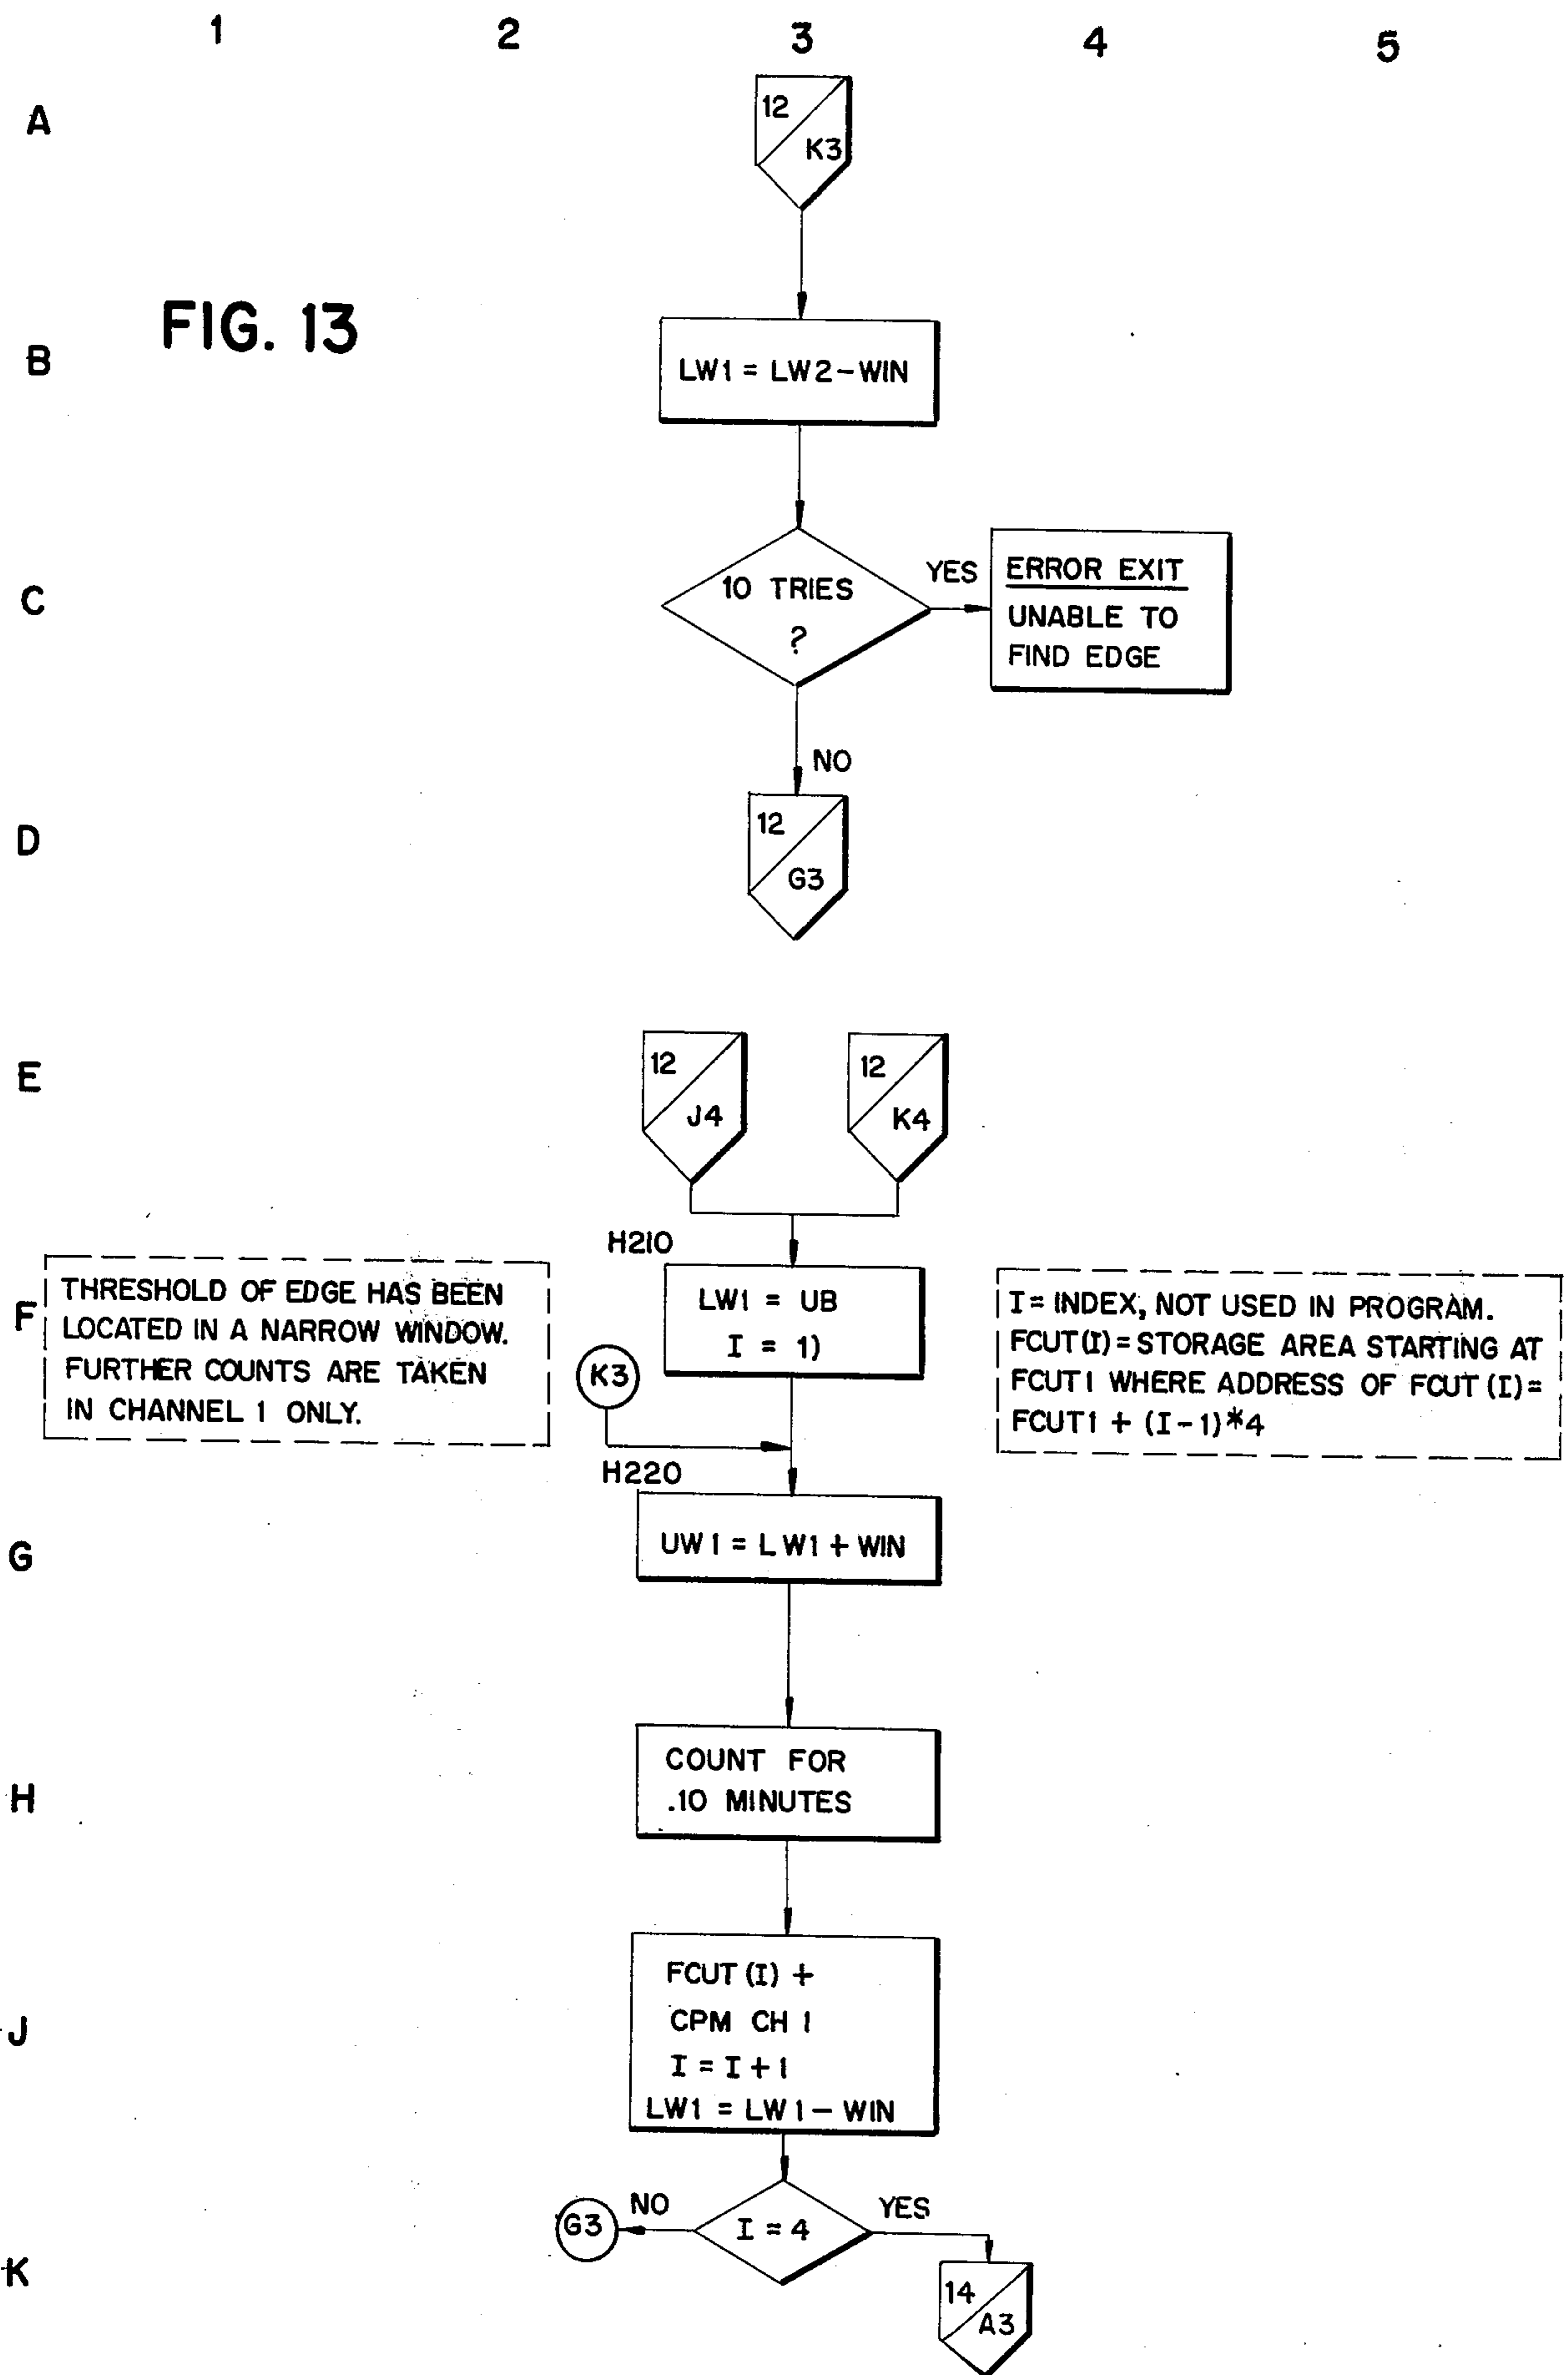 1 2 3 4 5
A
12
K3
FIG. 13
B
LW1 = LW2-WIN
C
10 TRIES
?
YES
ERROR EXIT
UNABLE TO
FIND EDGE
NO
D
12
G3
E
12
J4
12
K4
H210
F
THRESHOLD OF EDGE HAS BEEN
LOCATED IN A NARROW WINDOW.
FURTHER COUNTS ARE TAKEN
IN CHANNEL 1 ONLY.
LW1 = UB
I = 1)
K3
I = INDEX, NOT USED IN PROGRAM.
FCUT(I) = STORAGE AREA STARTING AT
FCUT1 WHERE ADDRESS OF FCUT (I) =
FCUT1 + (I-1)*4
H220
G
UW1 = LW1 + WIN
H
COUNT FOR
.10 MINUTES
J
FCUT (I) +
CPM CH 1
I = I + 1
LW1 = LW1 - WIN
K
G3
NO
I = 4
YES
14
A3